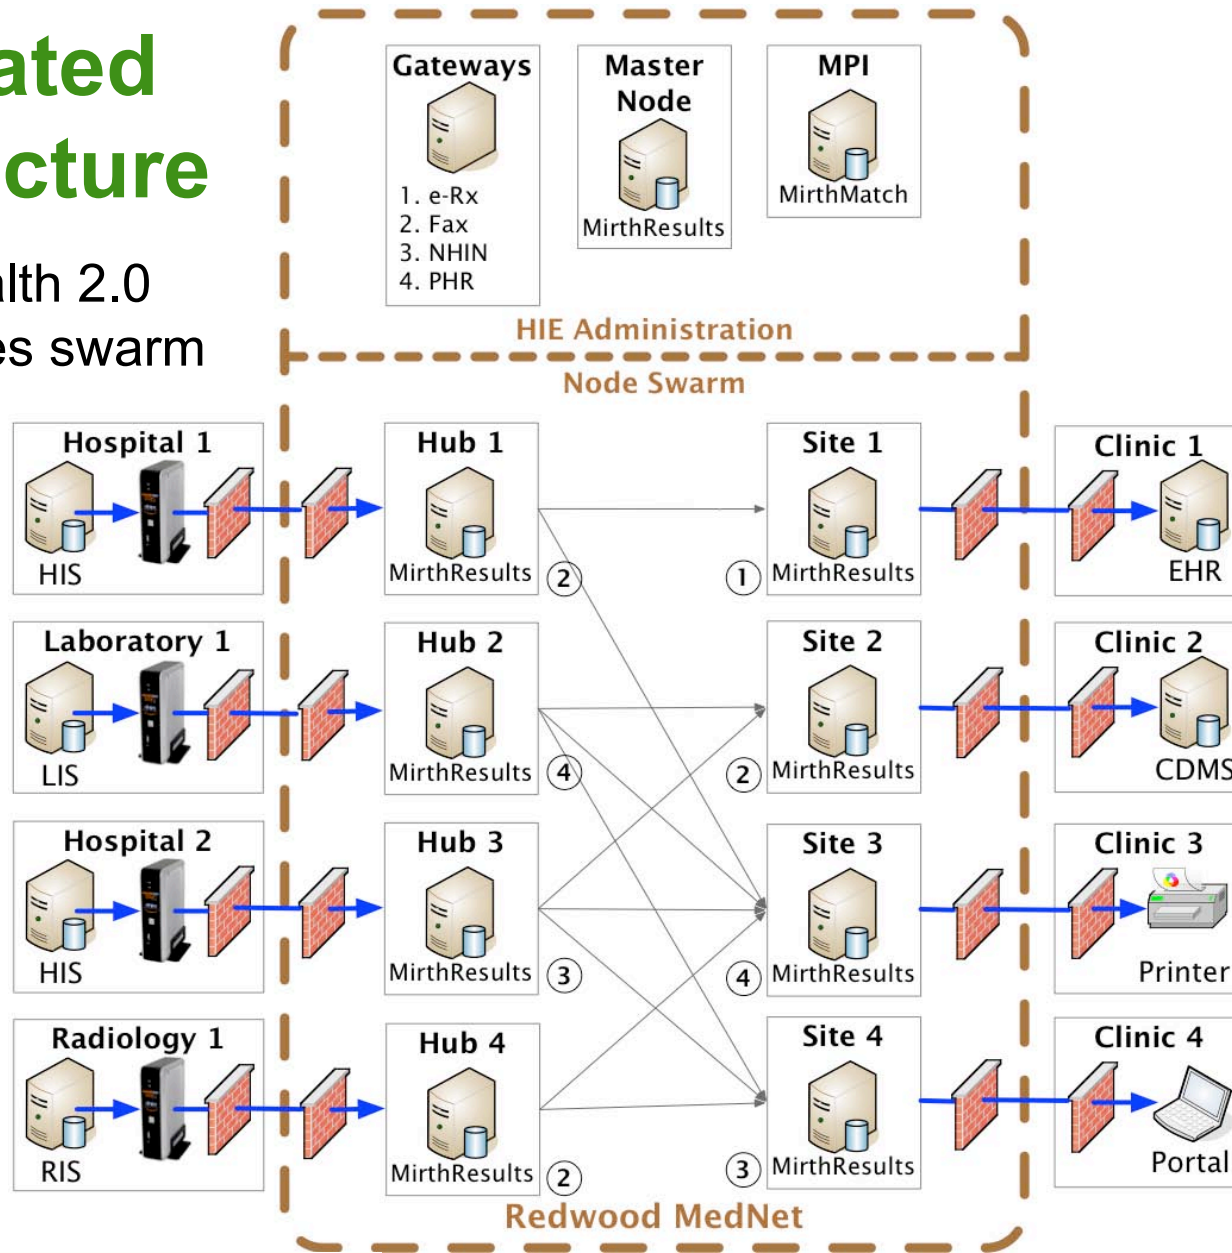 ated
cture
alth 2.0
es swarm
Gateways
1. e-Rx
2. Fax
3. NHIN
4. PHR
Master
Node
MirthResults
MPI
MirthMatch
HIE Administration
Node Swarm
Hospital 1
HIS
Hub 1
MirthResults
2
Site 1
1
MirthResults
Clinic 1
EHR
Laboratory 1
LIS
Hub 2
MirthResults
4
Site 2
2
MirthResults
Clinic 2
CDMS
Hospital 2
HIS
Hub 3
MirthResults
3
Site 3
4
MirthResults
Clinic 3
Printer
Radiology 1
RIS
Hub 4
MirthResults
2
Site 4
3
MirthResults
Clinic 4
Portal
Redwood MedNet